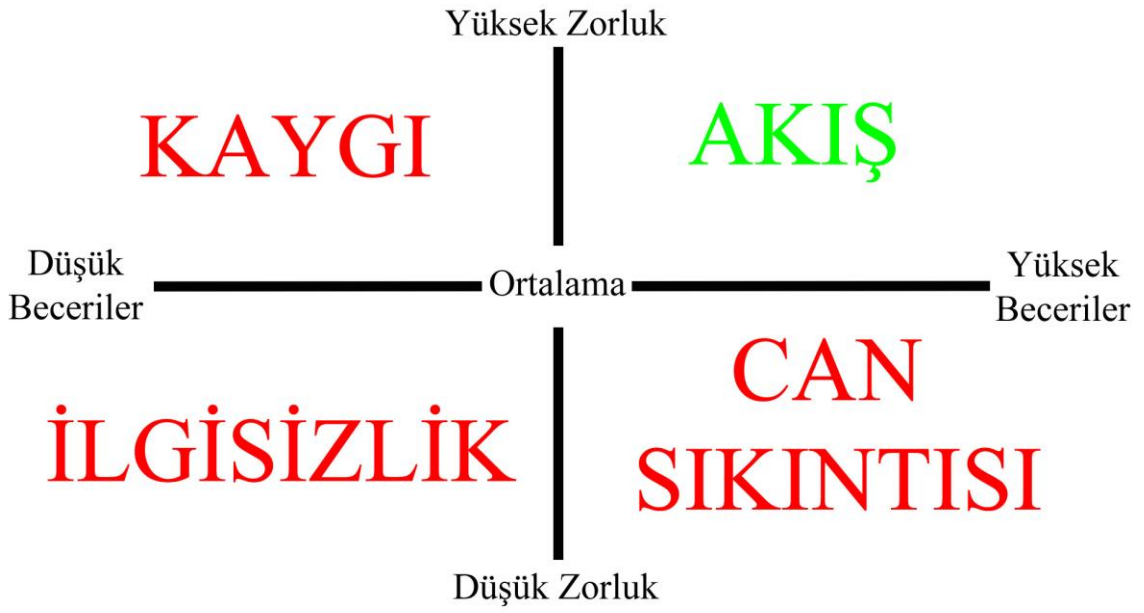 Yüksek Zorluk
KAYGI
AKIŞ
Düşük
Beceriler
Ortalama
Yüksek
Beceriler
İLGİSİZLİK
CAN
SIKINTISI
Düşük Zorluk